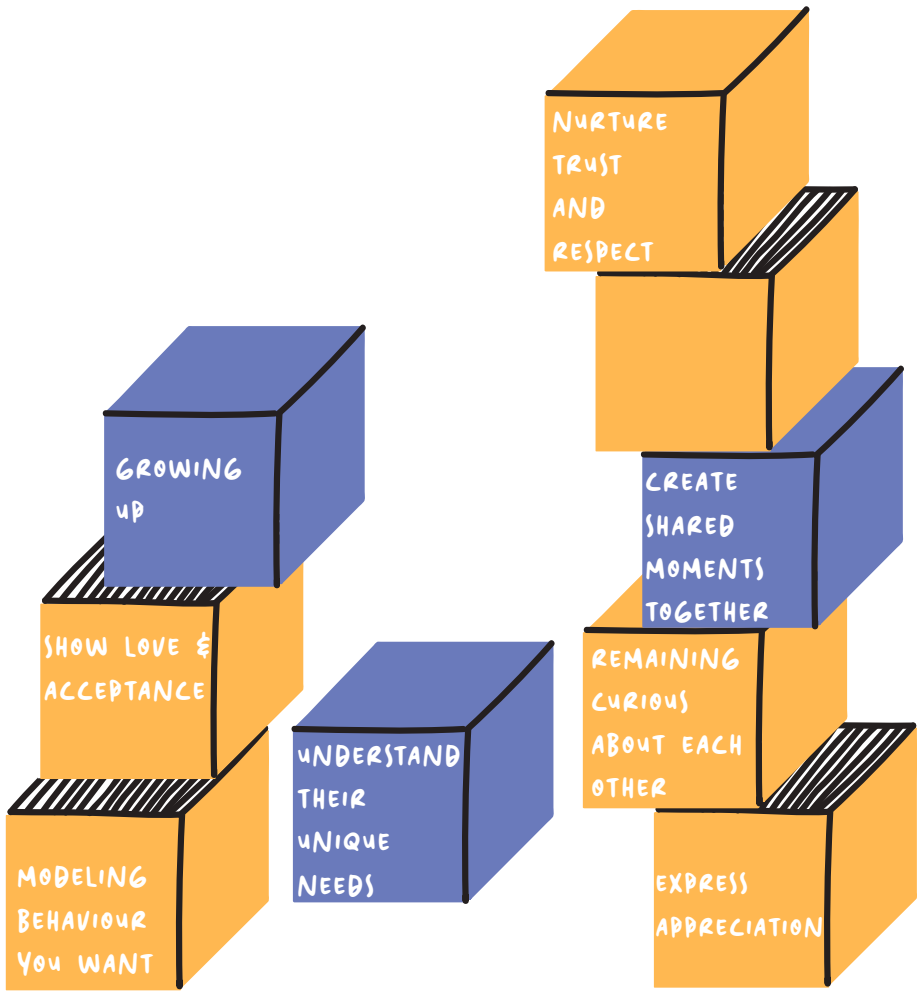 NURTURE
TRUST
AND
RESPECT
GROWING
UP
CREATE
SHARED
MOMENTS
TOGETHER
SHOW LOVE &
ACCEPTANCE
REMAINING
CURIOUS
ABOUT EACH
OTHER
UNDERSTAND
THEIR
UNIQUE
NEEDS
MODELING
BEHAVIOUR
YOU WANT
EXPRESS
APPRECIATION